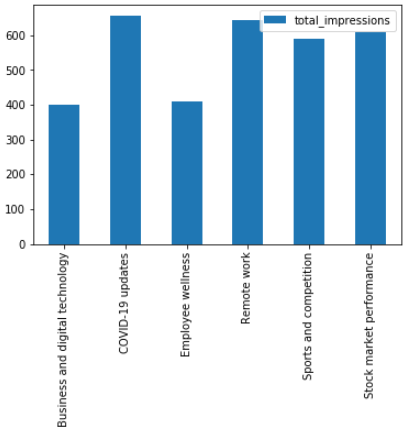 total_impressions
600
500
400
300
200
100
0
Business and digital technology
COVID-19 updates
Employee wellness
Remote work
Sports and competition
Stock market performance